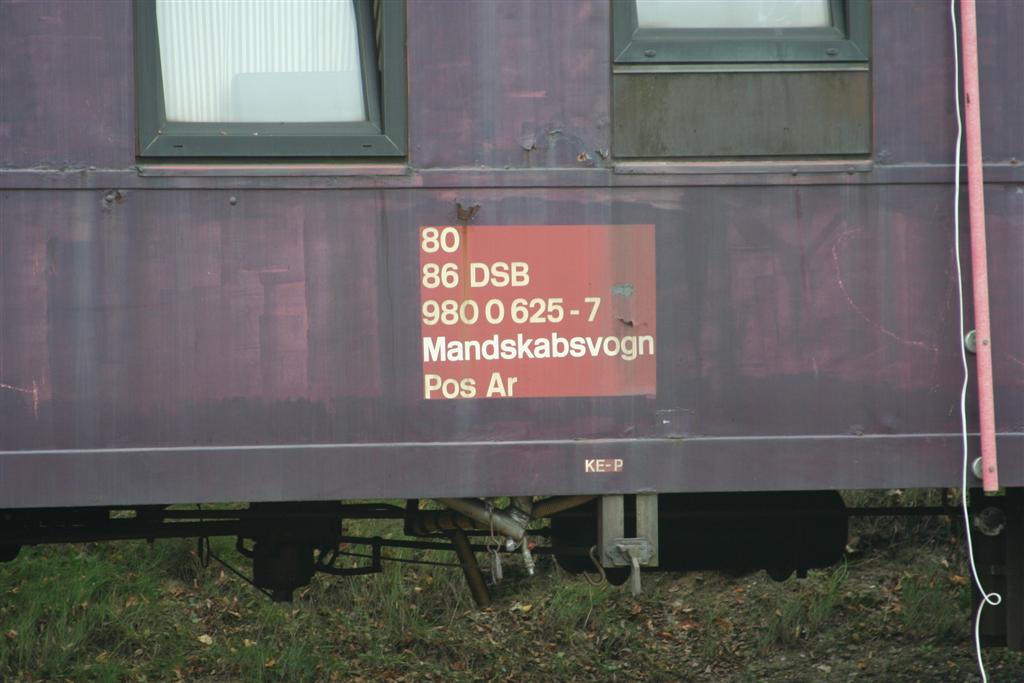 80
86 DSB
980 0 625 - 7
Mandskabsvogn
Pos Ar
KE-P